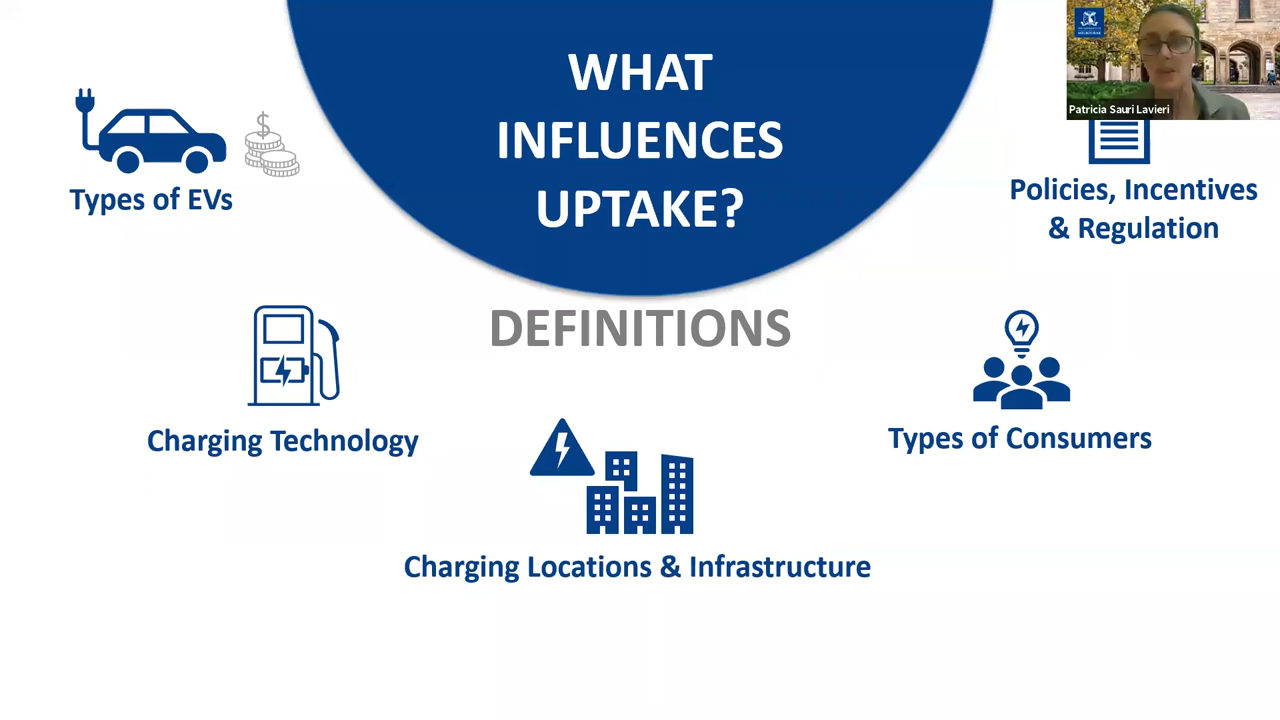 WHAT
INFLUENCES
UPTAKE?
MELBOURNE
Patricia Sauri Lavieri
$
Types of EVs
Policies, Incentives
& Regulation
DEFINITIONS
Charging Technology
Types of Consumers
Charging Locations & Infrastructure